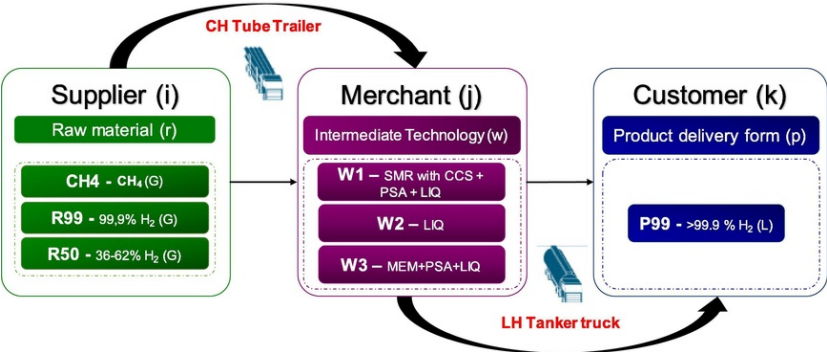 CH Tube Trailer
Supplier (i)
Raw material (r)
CH4 - CH₄ (G)
R99 - 99,9% H₂ (G)
R50 - 36-62% H₂ (G)
Merchant (j)
Intermediate Technology (w)
W1 – SMR with CCS +
PSA + LIQ
W2 – LIQ
W3 – MEM+PSA+LIQ
Customer (k)
Product delivery form (p)
P99 - >99.9 % H₂ (L)
LH Tanker truck